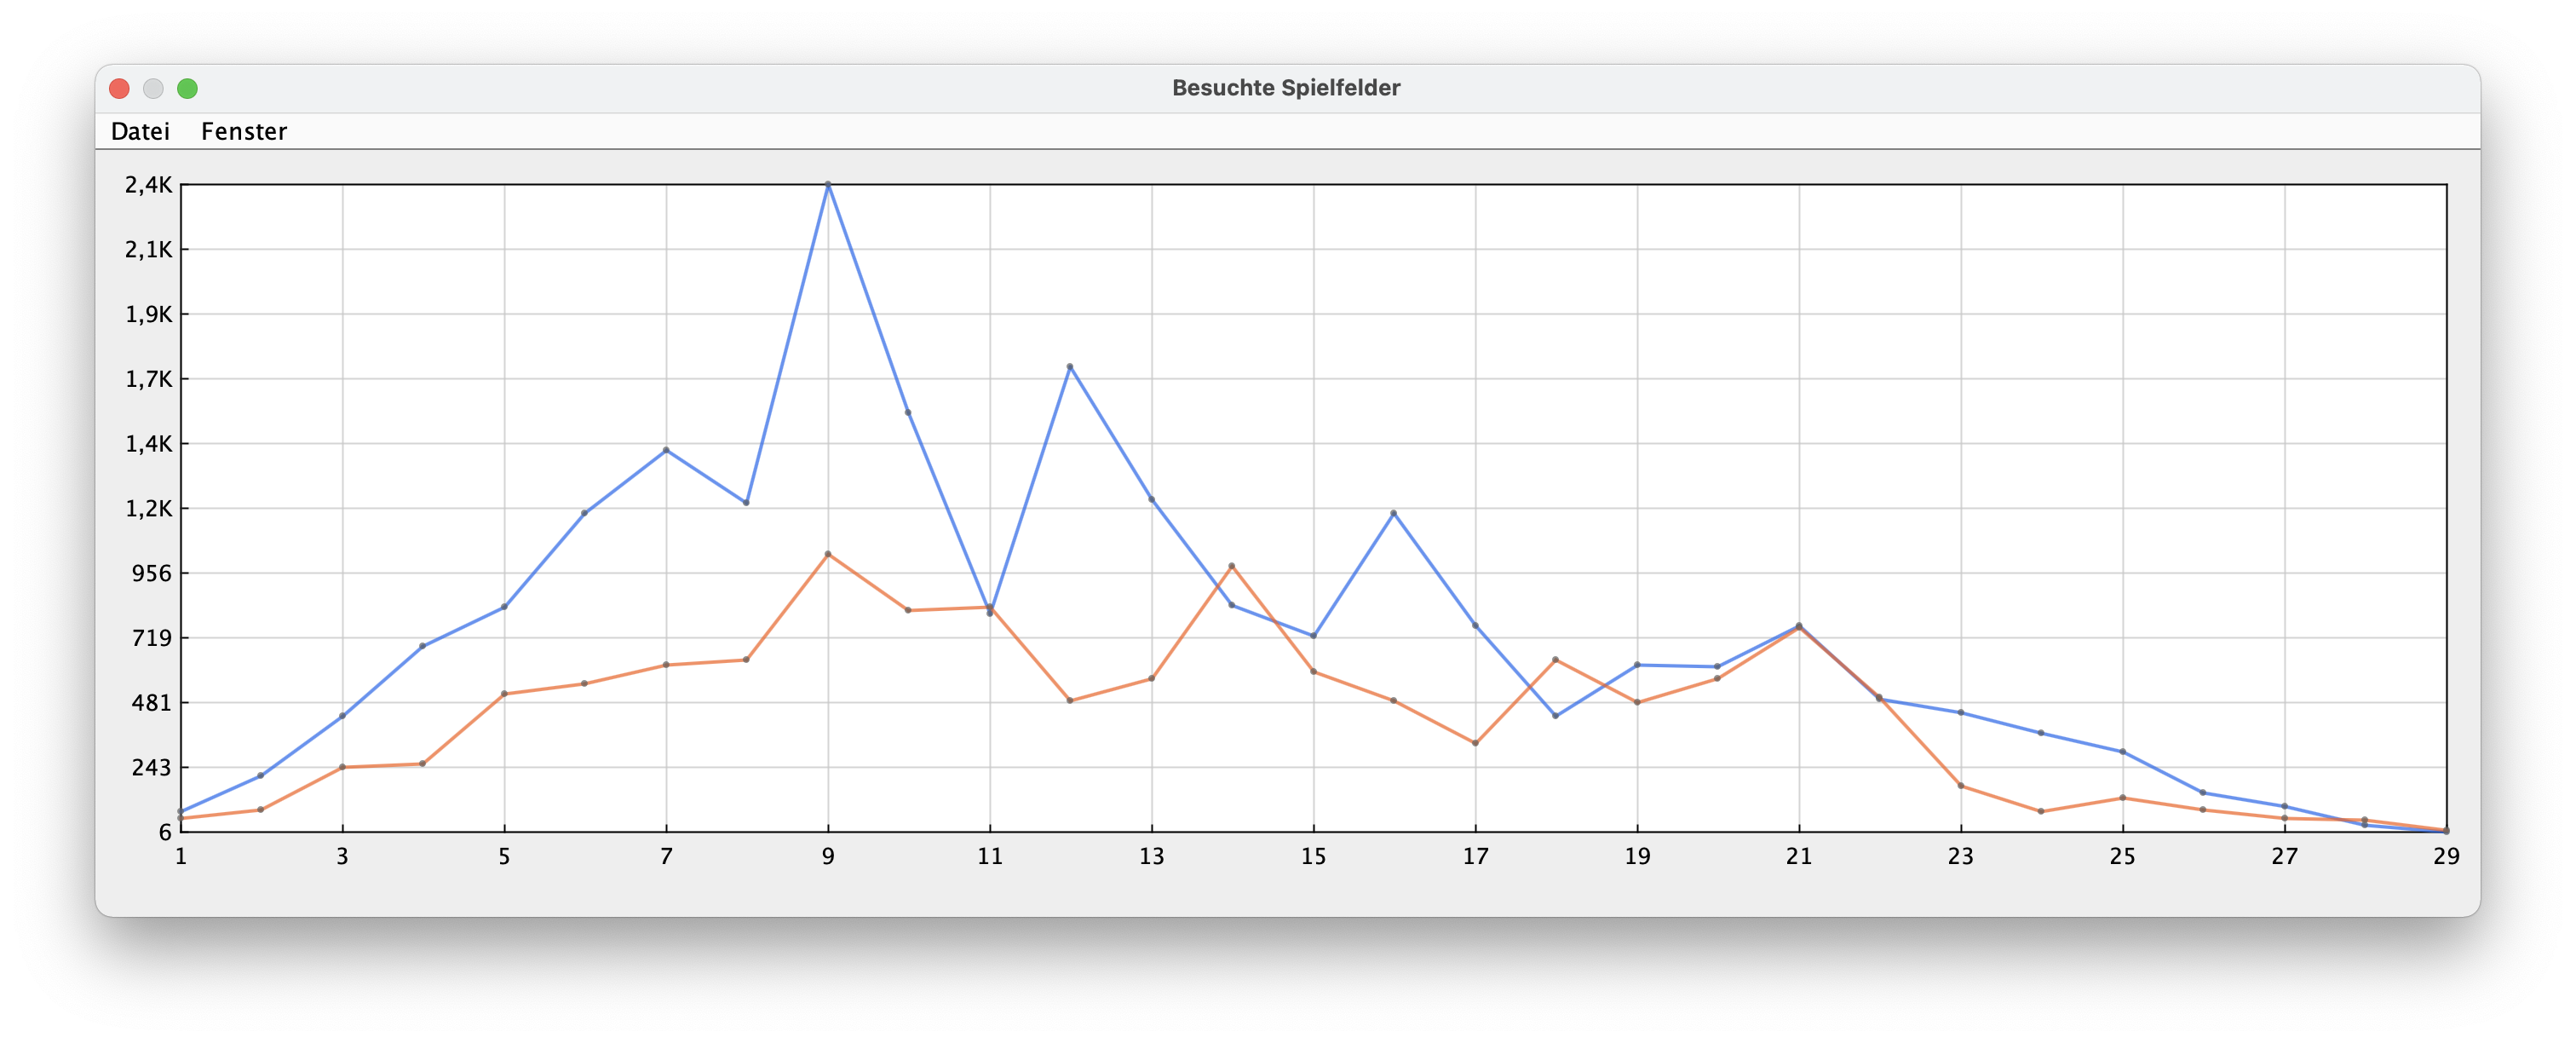 Besuchte Spielfelder
Datei Fenster
2,4K
2,1K
1,9K
1,7K
1,4K
1,2K
956
719
481
243
6
1 3 5 7 9 11 13 15 17 19 21 23 25 27 29